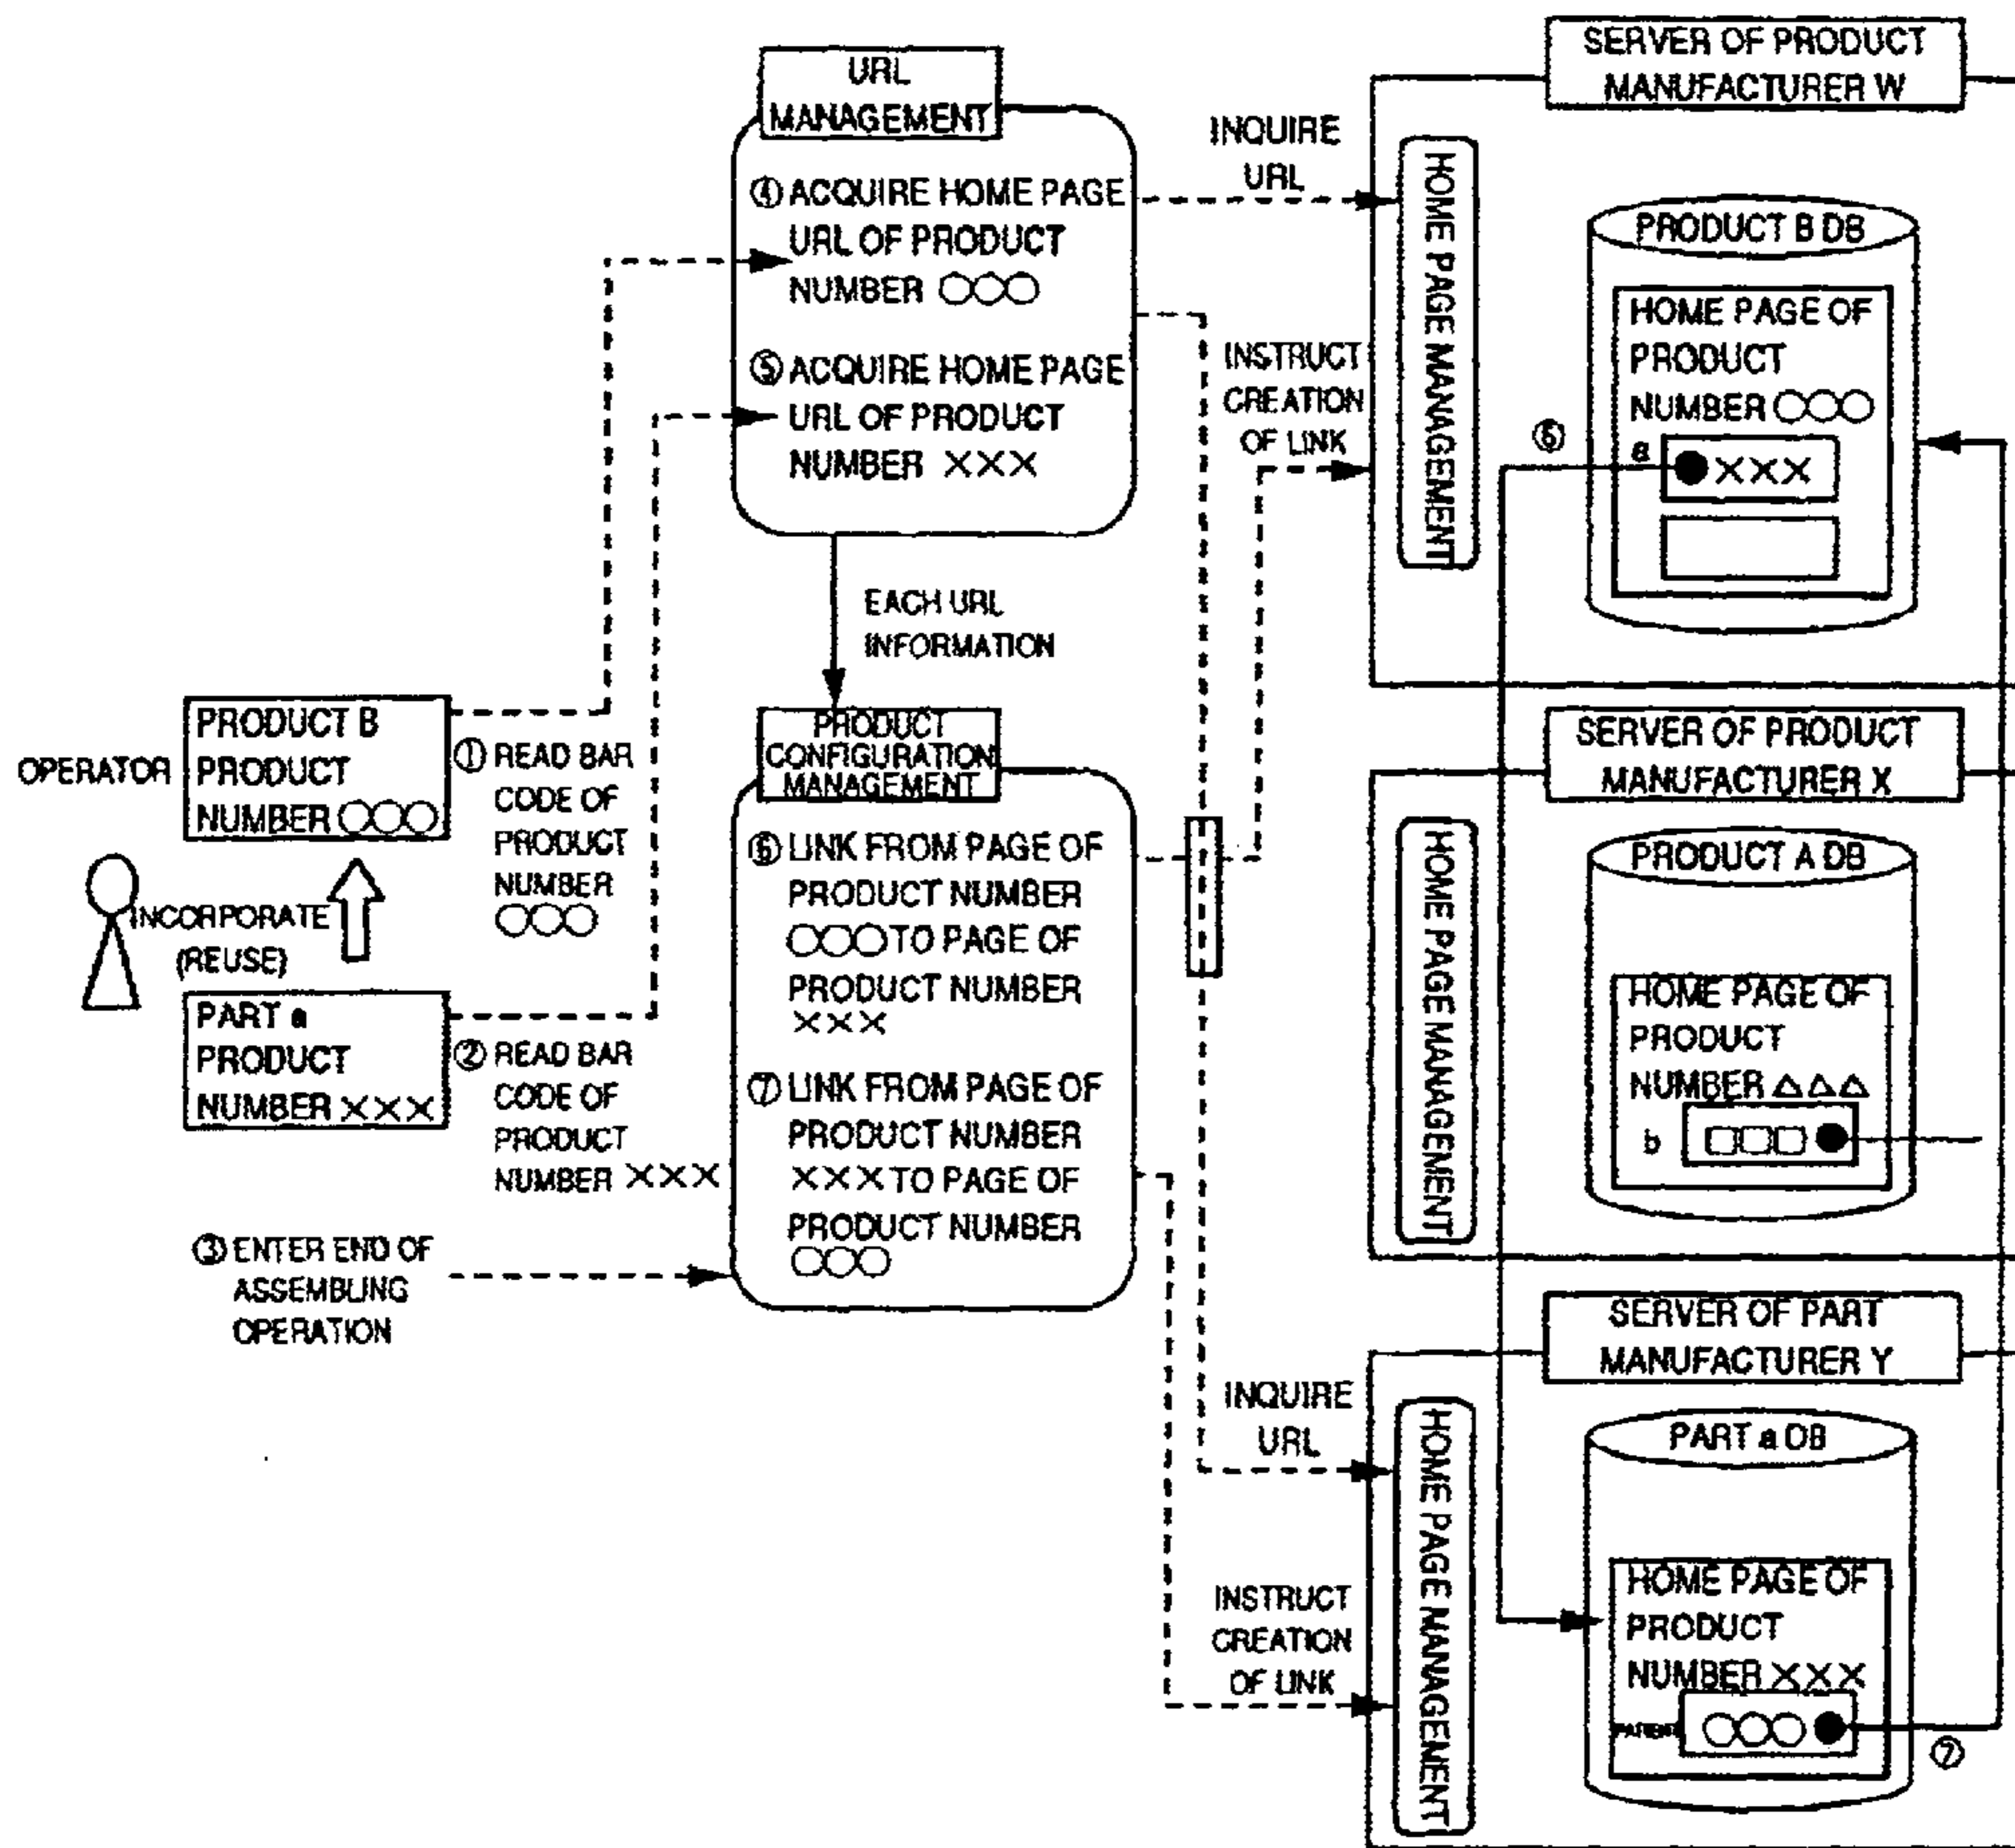 URL
MANAGEMENT
④ ACQUIRE HOME PAGE
URL OF PRODUCT
NUMBER ○○○
⑤ ACQUIRE HOME PAGE
URL OF PRODUCT
NUMBER ×××
EACH URL
INFORMATION
OPERATOR
PRODUCT B
PRODUCT
NUMBER ○○○
① READ BAR
CODE OF
PRODUCT
NUMBER
○○○
INCORPORATE
(REUSE)
PART a
PRODUCT
NUMBER ×××
② READ BAR
CODE OF
PRODUCT
NUMBER ×××
③ ENTER END OF
ASSEMBLING
OPERATION
PRODUCT
CONFIGURATION
MANAGEMENT
⑥ LINK FROM PAGE OF
PRODUCT NUMBER
○○○ TO PAGE OF
PRODUCT NUMBER
×××
⑦ LINK FROM PAGE OF
PRODUCT NUMBER
××× TO PAGE OF
PRODUCT NUMBER
○○○
INQUIRE
URL
INSTRUCT
CREATION
OF LINK
INQUIRE
URL
INSTRUCT
CREATION
OF LINK
SERVER OF PRODUCT
MANUFACTURER W
HOME PAGE MANAGEMENT
PRODUCT B DB
HOME PAGE OF
PRODUCT
NUMBER ○○○
⑥
a
●×××
SERVER OF PRODUCT
MANUFACTURER X
HOME PAGE MANAGEMENT
PRODUCT A DB
HOME PAGE OF
PRODUCT
NUMBER △△△
b
□□□●
SERVER OF PART
MANUFACTURER Y
HOME PAGE MANAGEMENT
PART a DB
HOME PAGE OF
PRODUCT
NUMBER ×××
○○○●
⑦